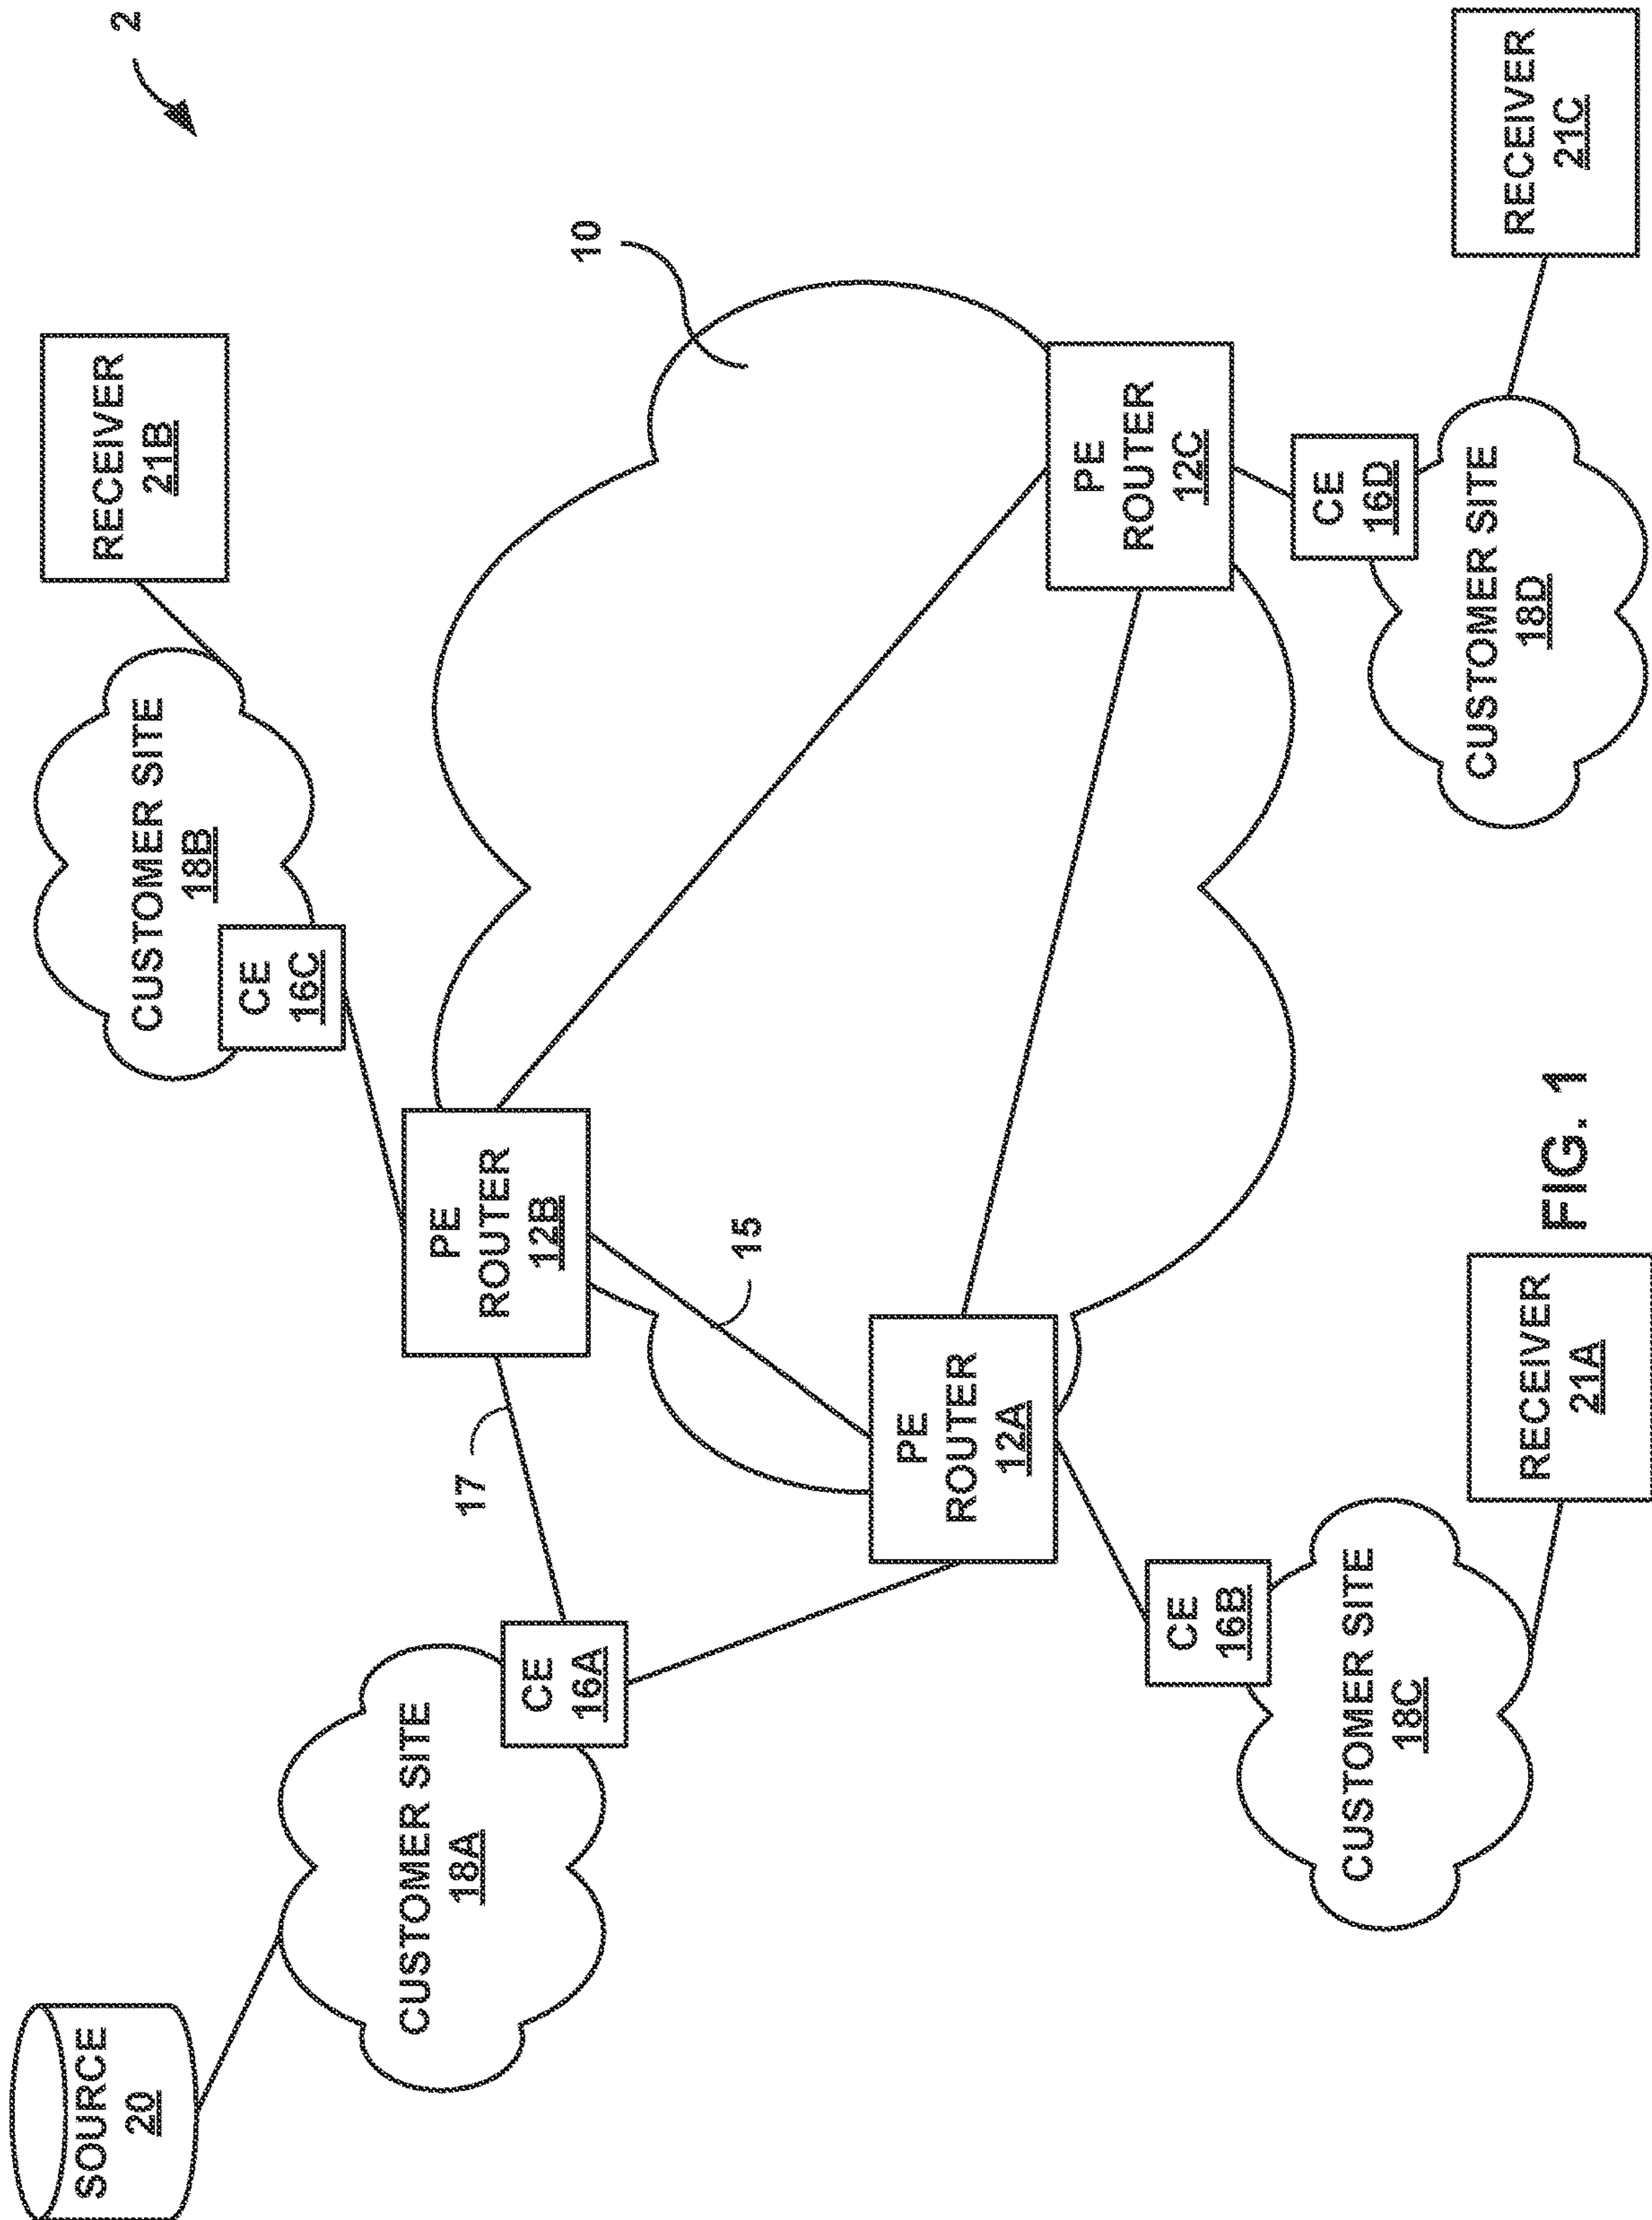 2
SOURCE
20
CUSTOMER SITE
18A
CE
16A
17
PE
ROUTER
12B
CE
16C
CUSTOMER SITE
18B
RECEIVER
21B
10
15
PE
ROUTER
12A
PE
ROUTER
12C
CE
16B
CUSTOMER SITE
18C
RECEIVER
21A
CE
16D
CUSTOMER SITE
18D
RECEIVER
21C
FIG. 1